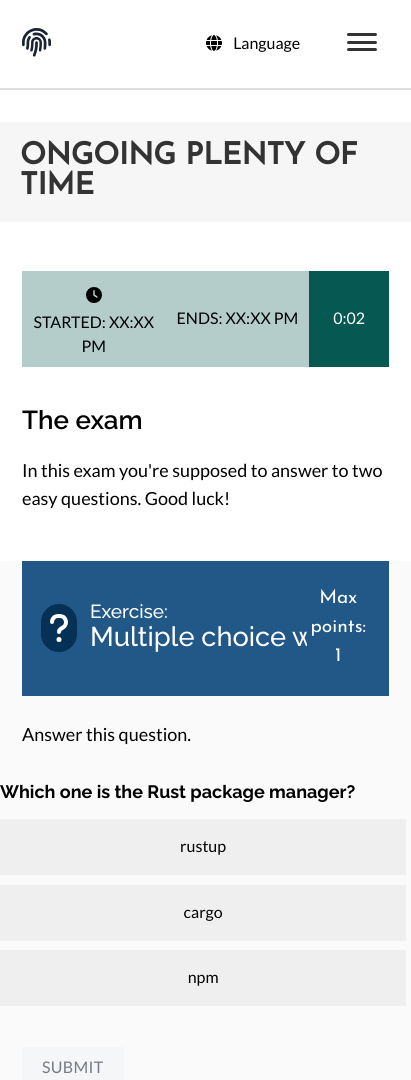 Language
ONGOING PLENTY OF
TIME
STARTED: XX:XX
PM
ENDS: XX:XX PM
0:02
The exam
In this exam you're supposed to answer to two
easy questions. Good luck!
Exercise:
Multiple choice w
Max
points:
1
Answer this question.
Which one is the Rust package manager?
rustup
cargo
npm
SUBMIT